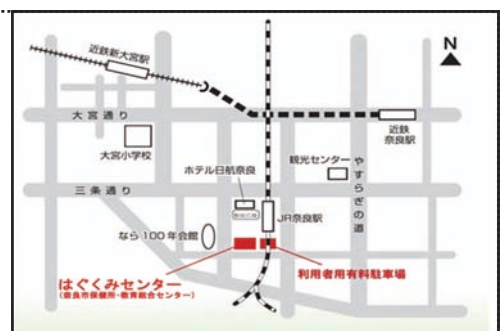 近鉄新大宮駅
N
大宮通り
近鉄
奈良駅
大宮小学校
観光センター
やすらぎの道
ホテル日航奈良
三条通り
JR奈良駅
なら100年会館
はぐくみセンター
(奈良市保健所・教育総合センター)
利用者用有料駐車場